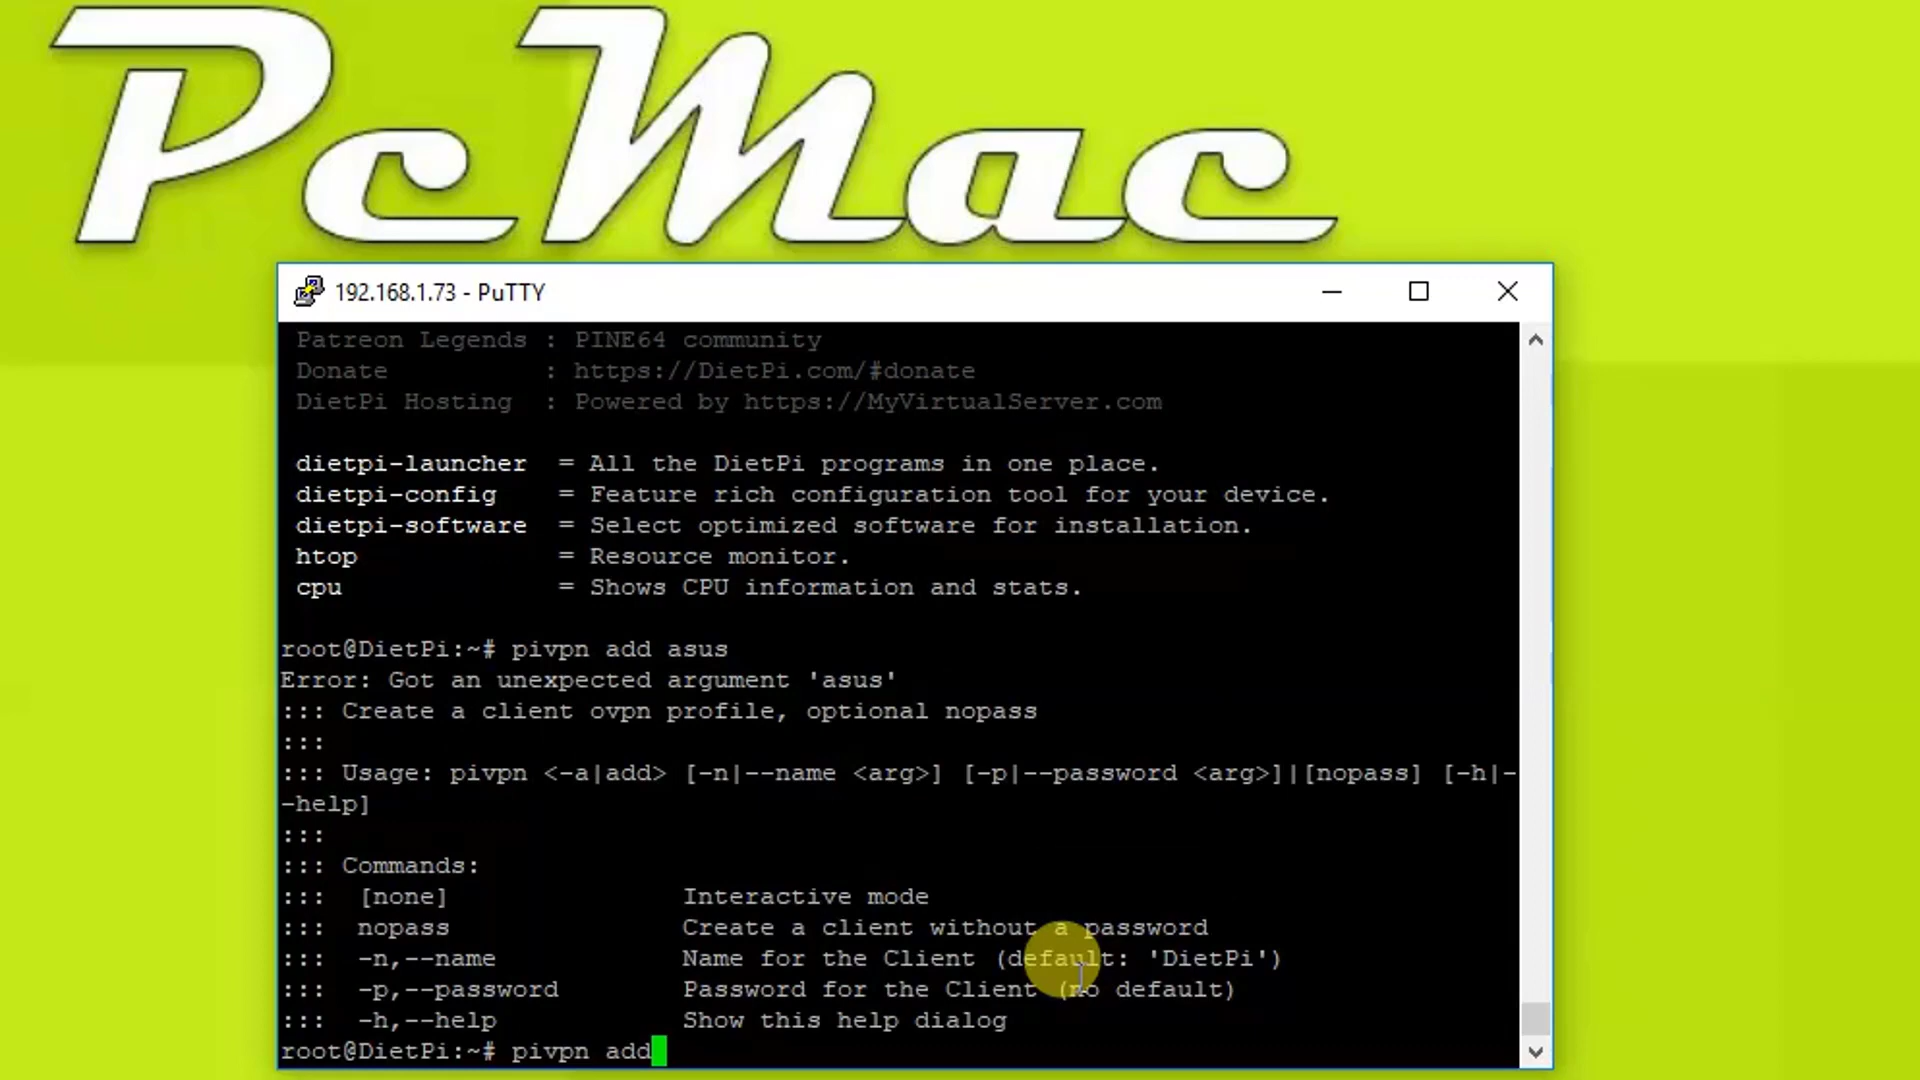 PcMac
192.168.1.73 - PuTTY
Patreon Legends : PINE64 community
Donate : https://DietPi.com/#donate
DietPi Hosting : Powered by https://MyVirtualServer.com
dietpi-launcher = All the DietPi programs in one place.
dietpi-config = Feature rich configuration tool for your device.
dietpi-software = Select optimized software for installation.
htop = Resource monitor.
cpu = Shows CPU information and stats.
root@DietPi:~# pivpn add asus
Error: Got an unexpected argument 'asus'
::: Create a client ovpn profile, optional nopass
:::
::: Usage: pivpn <-a|add> [-n|--name <arg>] [-p|--password <arg>]|[nopass] [-h|-
-help]
:::
::: Commands:
::: [none] Interactive mode
::: nopass Create a client without a password
::: -n,--name Name for the Client (default: 'DietPi')
::: -p,--password Password for the Client (no default)
::: -h,--help Show this help dialog
root@DietPi:~# pivpn add